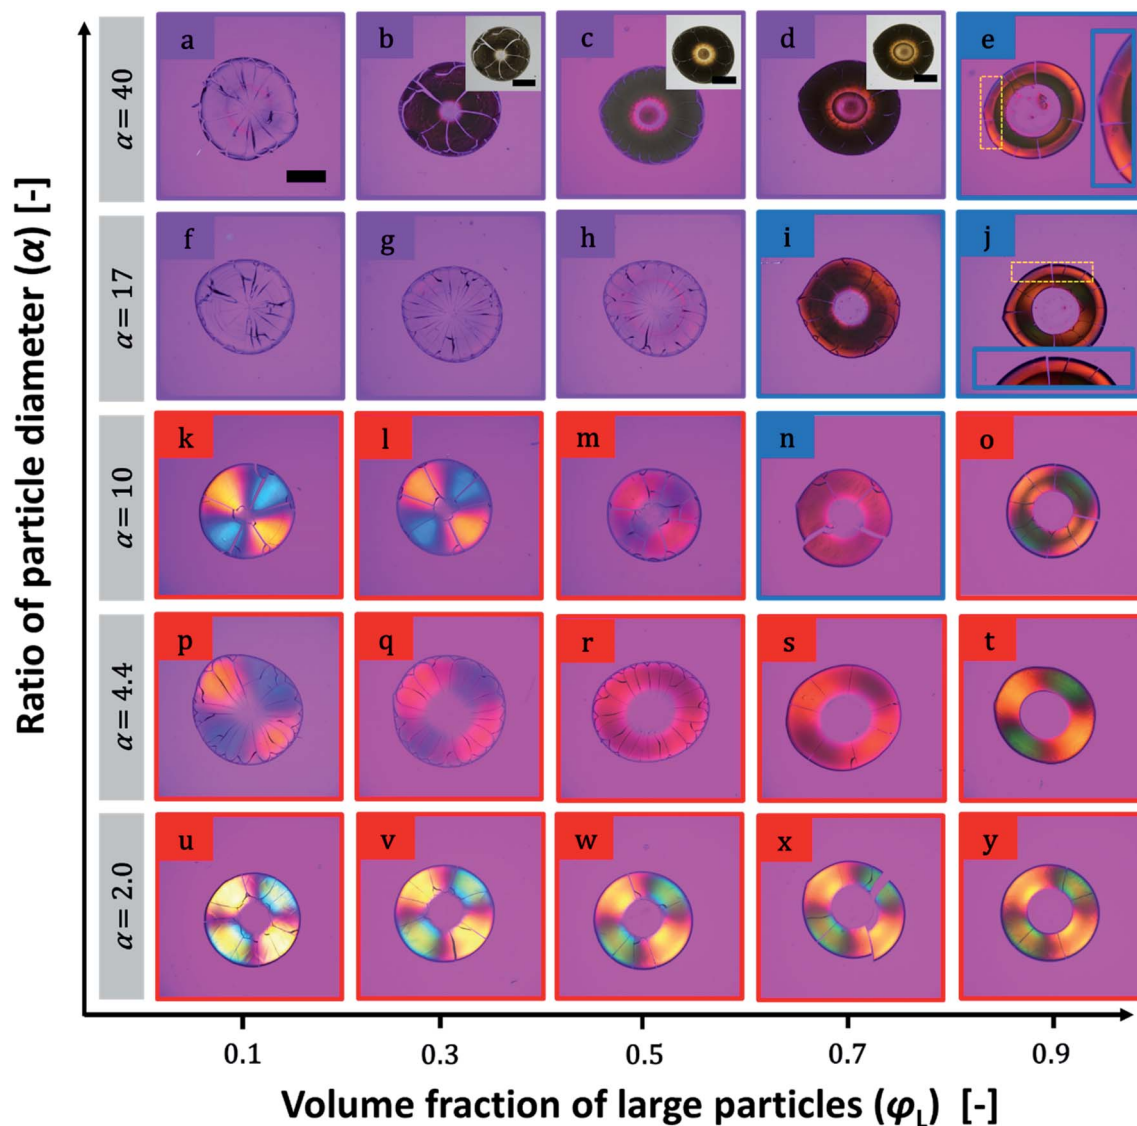 Ratio of particle diameter (α) [-]
α = 40
a
b
c
d
e
α = 17
f
g
h
i
j
α = 10
k
l
m
n
o
α = 4.4
p
q
r
s
t
α = 2.0
u
v
w
x
y
0.1
0.3
0.5
0.7
0.9
Volume fraction of large particles (φL) [-]